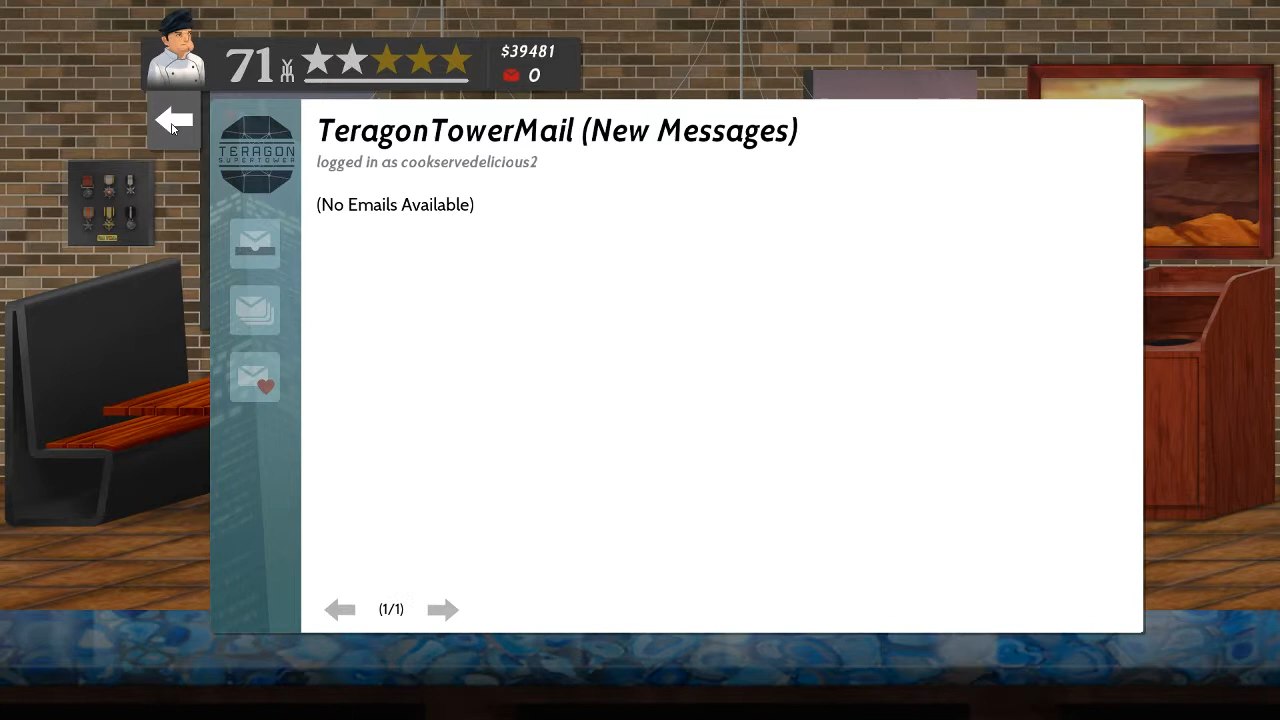 71
$39481
0
TERAGON
SUPERTOWER
TeragonTowerMail (New Messages)
logged in as cookservedelicious2
(No Emails Available)
(1/1)